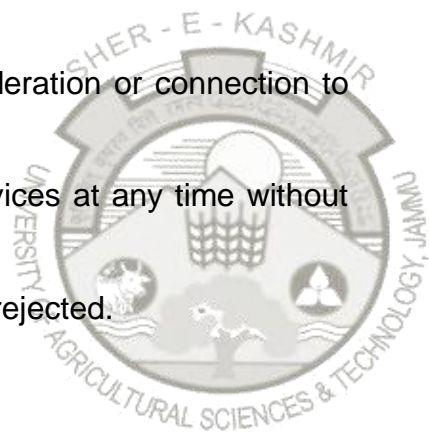 SHER - E - KASHMIR
deration or connection to
vices at any time without
rejected.
UNIVERSITY OF AGRICULTURAL SCIENCES & TECHNOLOGY, JAMMU